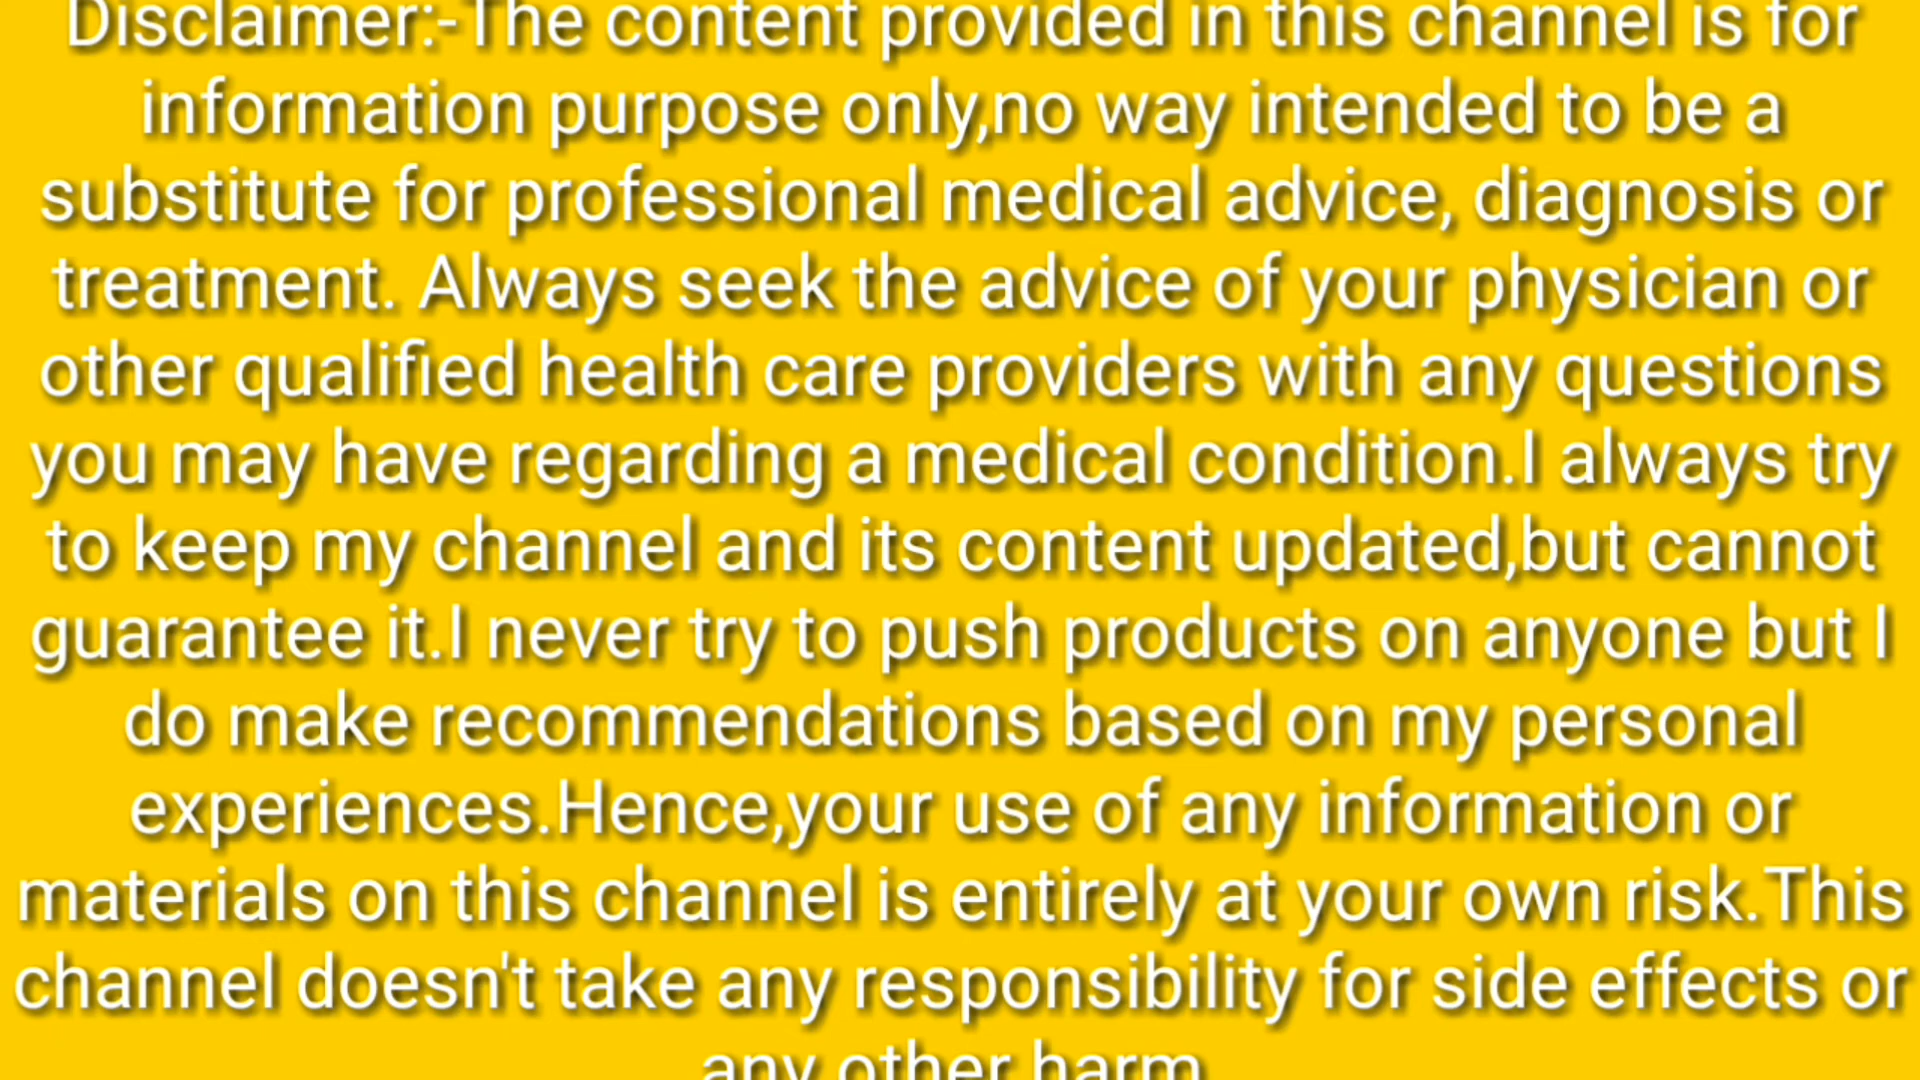 Disclaimer:-The content provided in this channel is for
information purpose only,no way intended to be a
substitute for professional medical advice, diagnosis or
treatment. Always seek the advice of your physician or
other qualified health care providers with any questions
you may have regarding a medical condition.I always try
to keep my channel and its content updated,but cannot
guarantee it.I never try to push products on anyone but I
do make recommendations based on my personal
experiences.Hence,your use of any information or
materials on this channel is entirely at your own risk.This
channel doesn't take any responsibility for side effects or
any other harm